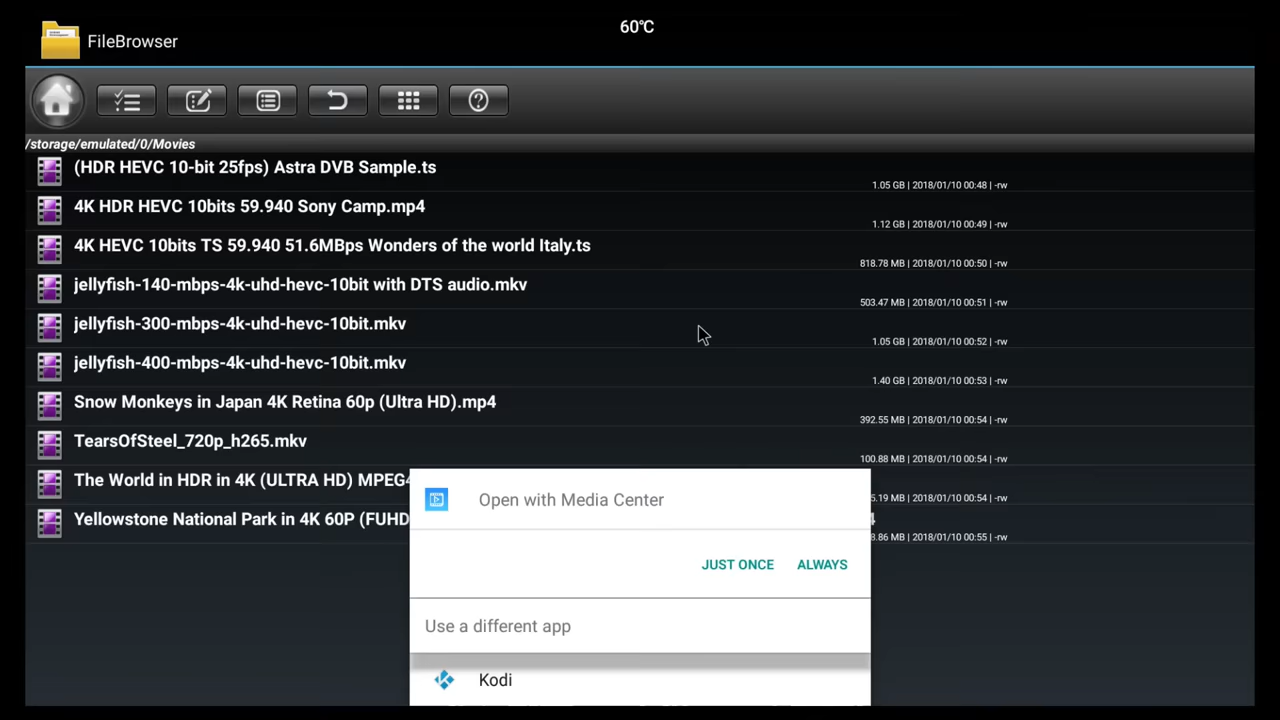 60°C
FileBrowser
/storage/emulated/0/Movies
(HDR HEVC 10-bit 25fps) Astra DVB Sample.ts
1.05 GB | 2018/01/10 00:48 | -rw
4K HDR HEVC 10bits 59.940 Sony Camp.mp4
1.12 GB | 2018/01/10 00:49 | -rw
4K HEVC 10bits TS 59.940 51.6MBps Wonders of the world Italy.ts
818.78 MB | 2018/01/10 00:50 | -rw
jellyfish-140-mbps-4k-uhd-hevc-10bit with DTS audio.mkv
503.47 MB | 2018/01/10 00:51 | -rw
jellyfish-300-mbps-4k-uhd-hevc-10bit.mkv
1.05 GB | 2018/01/10 00:52 | -rw
jellyfish-400-mbps-4k-uhd-hevc-10bit.mkv
1.40 GB | 2018/01/10 00:53 | -rw
Snow Monkeys in Japan 4K Retina 60p (Ultra HD).mp4
392.55 MB | 2018/01/10 00:54 | -rw
TearsOfSteel_720p_h265.mkv
100.88 MB | 2018/01/10 00:54 | -rw
The World in HDR in 4K (ULTRA HD) MPEG4
5.19 MB | 2018/01/10 00:54 | -rw
Yellowstone National Park in 4K 60P (FUHD
8.86 MB | 2018/01/10 00:55 | -rw
Open with Media Center
JUST ONCE ALWAYS
Use a different app
Kodi